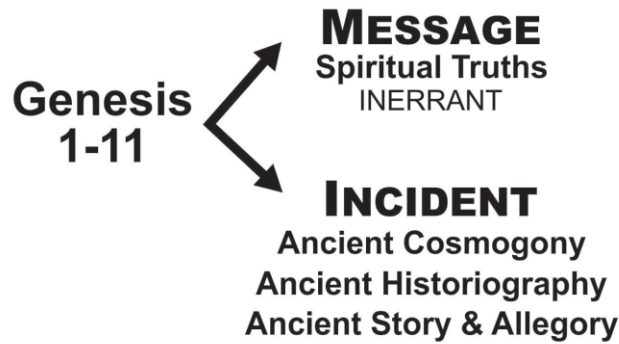 Genesis
1-11
MESSAGE
Spiritual Truths
INERRANT
INCIDENT
Ancient Cosmogony
Ancient Historiography
Ancient Story & Allegory